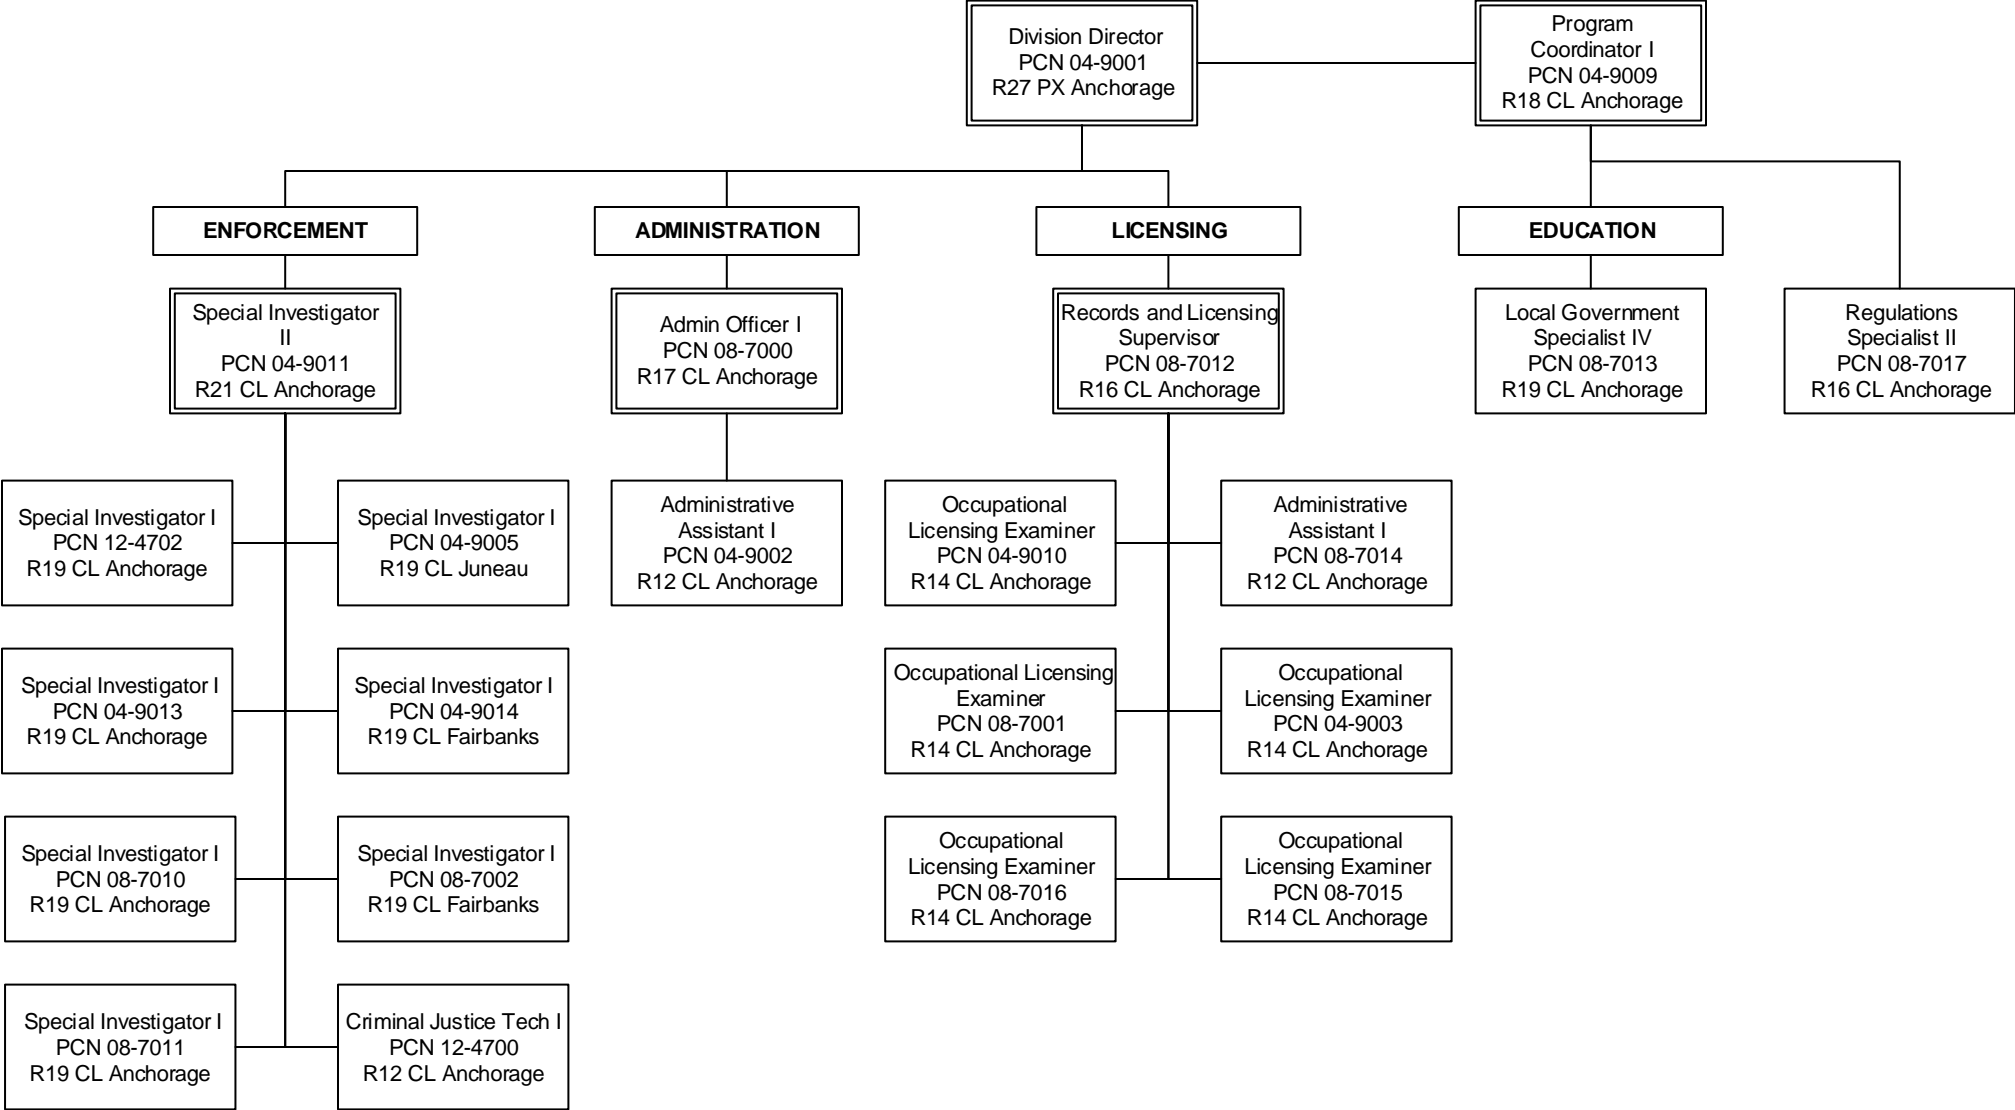 Division Director
PCN 04-9001
R27 PX Anchorage
Program
Coordinator I
PCN 04-9009
R18 CL Anchorage
ENFORCEMENT
ADMINISTRATION
LICENSING
EDUCATION
Special Investigator
II
PCN 04-9011
R21 CL Anchorage
Admin Officer I
PCN 08-7000
R17 CL Anchorage
Records and Licensing
Supervisor
PCN 08-7012
R16 CL Anchorage
Local Government
Specialist IV
PCN 08-7013
R19 CL Anchorage
Regulations
Specialist II
PCN 08-7017
R16 CL Anchorage
Special Investigator I
PCN 12-4702
R19 CL Anchorage
Special Investigator I
PCN 04-9005
R19 CL Juneau
Administrative
Assistant I
PCN 04-9002
R12 CL Anchorage
Occupational
Licensing Examiner
PCN 04-9010
R14 CL Anchorage
Administrative
Assistant I
PCN 08-7014
R12 CL Anchorage
Special Investigator I
PCN 04-9013
R19 CL Anchorage
Special Investigator I
PCN 04-9014
R19 CL Fairbanks
Occupational Licensing
Examiner
PCN 08-7001
R14 CL Anchorage
Occupational
Licensing Examiner
PCN 04-9003
R14 CL Anchorage
Special Investigator I
PCN 08-7010
R19 CL Anchorage
Special Investigator I
PCN 08-7002
R19 CL Fairbanks
Occupational
Licensing Examiner
PCN 08-7016
R14 CL Anchorage
Occupational
Licensing Examiner
PCN 08-7015
R14 CL Anchorage
Special Investigator I
PCN 08-7011
R19 CL Anchorage
Criminal Justice Tech I
PCN 12-4700
R12 CL Anchorage